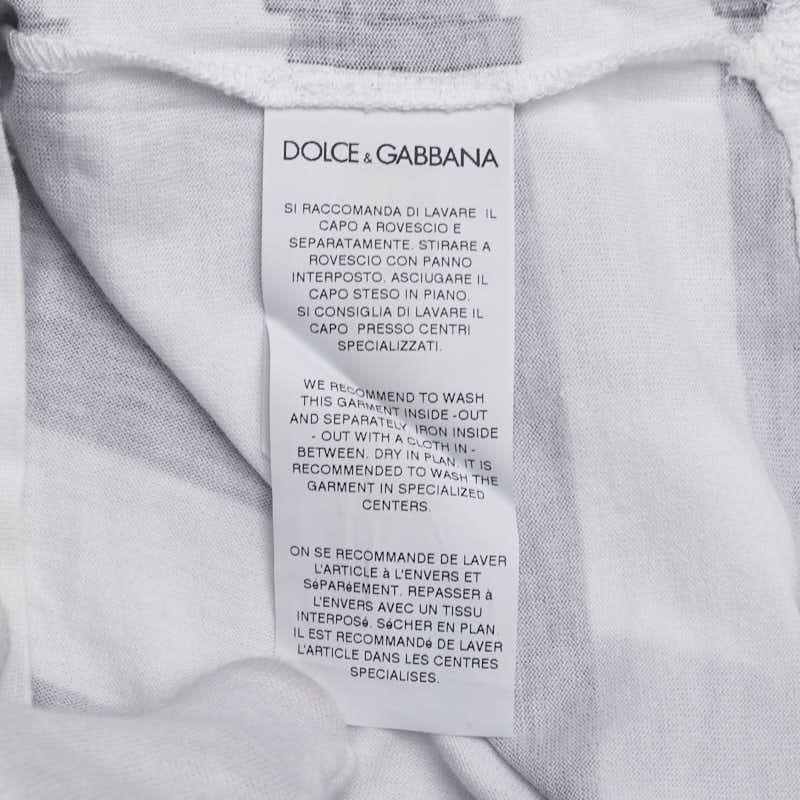 DOLCE & GABBANA
SI RACCOMANDA DI LAVARE IL
CAPO A ROVESCIO E
SEPARATAMENTE. STIRARE A
ROVESCIO CON PANNO
INTERPOSTO. ASCIUGARE IL
CAPO STESO IN PIANO.
SI CONSIGLIA DI LAVARE IL
CAPO PRESSO CENTRI
SPECIALIZZATI.
WE RECOMMEND TO WASH
THIS GARMENT INSIDE -OUT
AND SEPARATELY. IRON INSIDE
- OUT WITH A CLOTH IN -
BETWEEN. DRY IN PLAN. IT IS
RECOMMENDED TO WASH THE
GARMENT IN SPECIALIZED
CENTERS.
ON SE RECOMMANDE DE LAVER
L'ARTICLE à L'ENVERS ET
SéPARéEMENT. REPASSER à
L'ENVERS AVEC UN TISSU
INTERPOSé. SéCHER EN PLAN.
IL EST RECOMMANDé DE LAVER
L'ARTICLE DANS LES CENTRES
SPECIALISES.